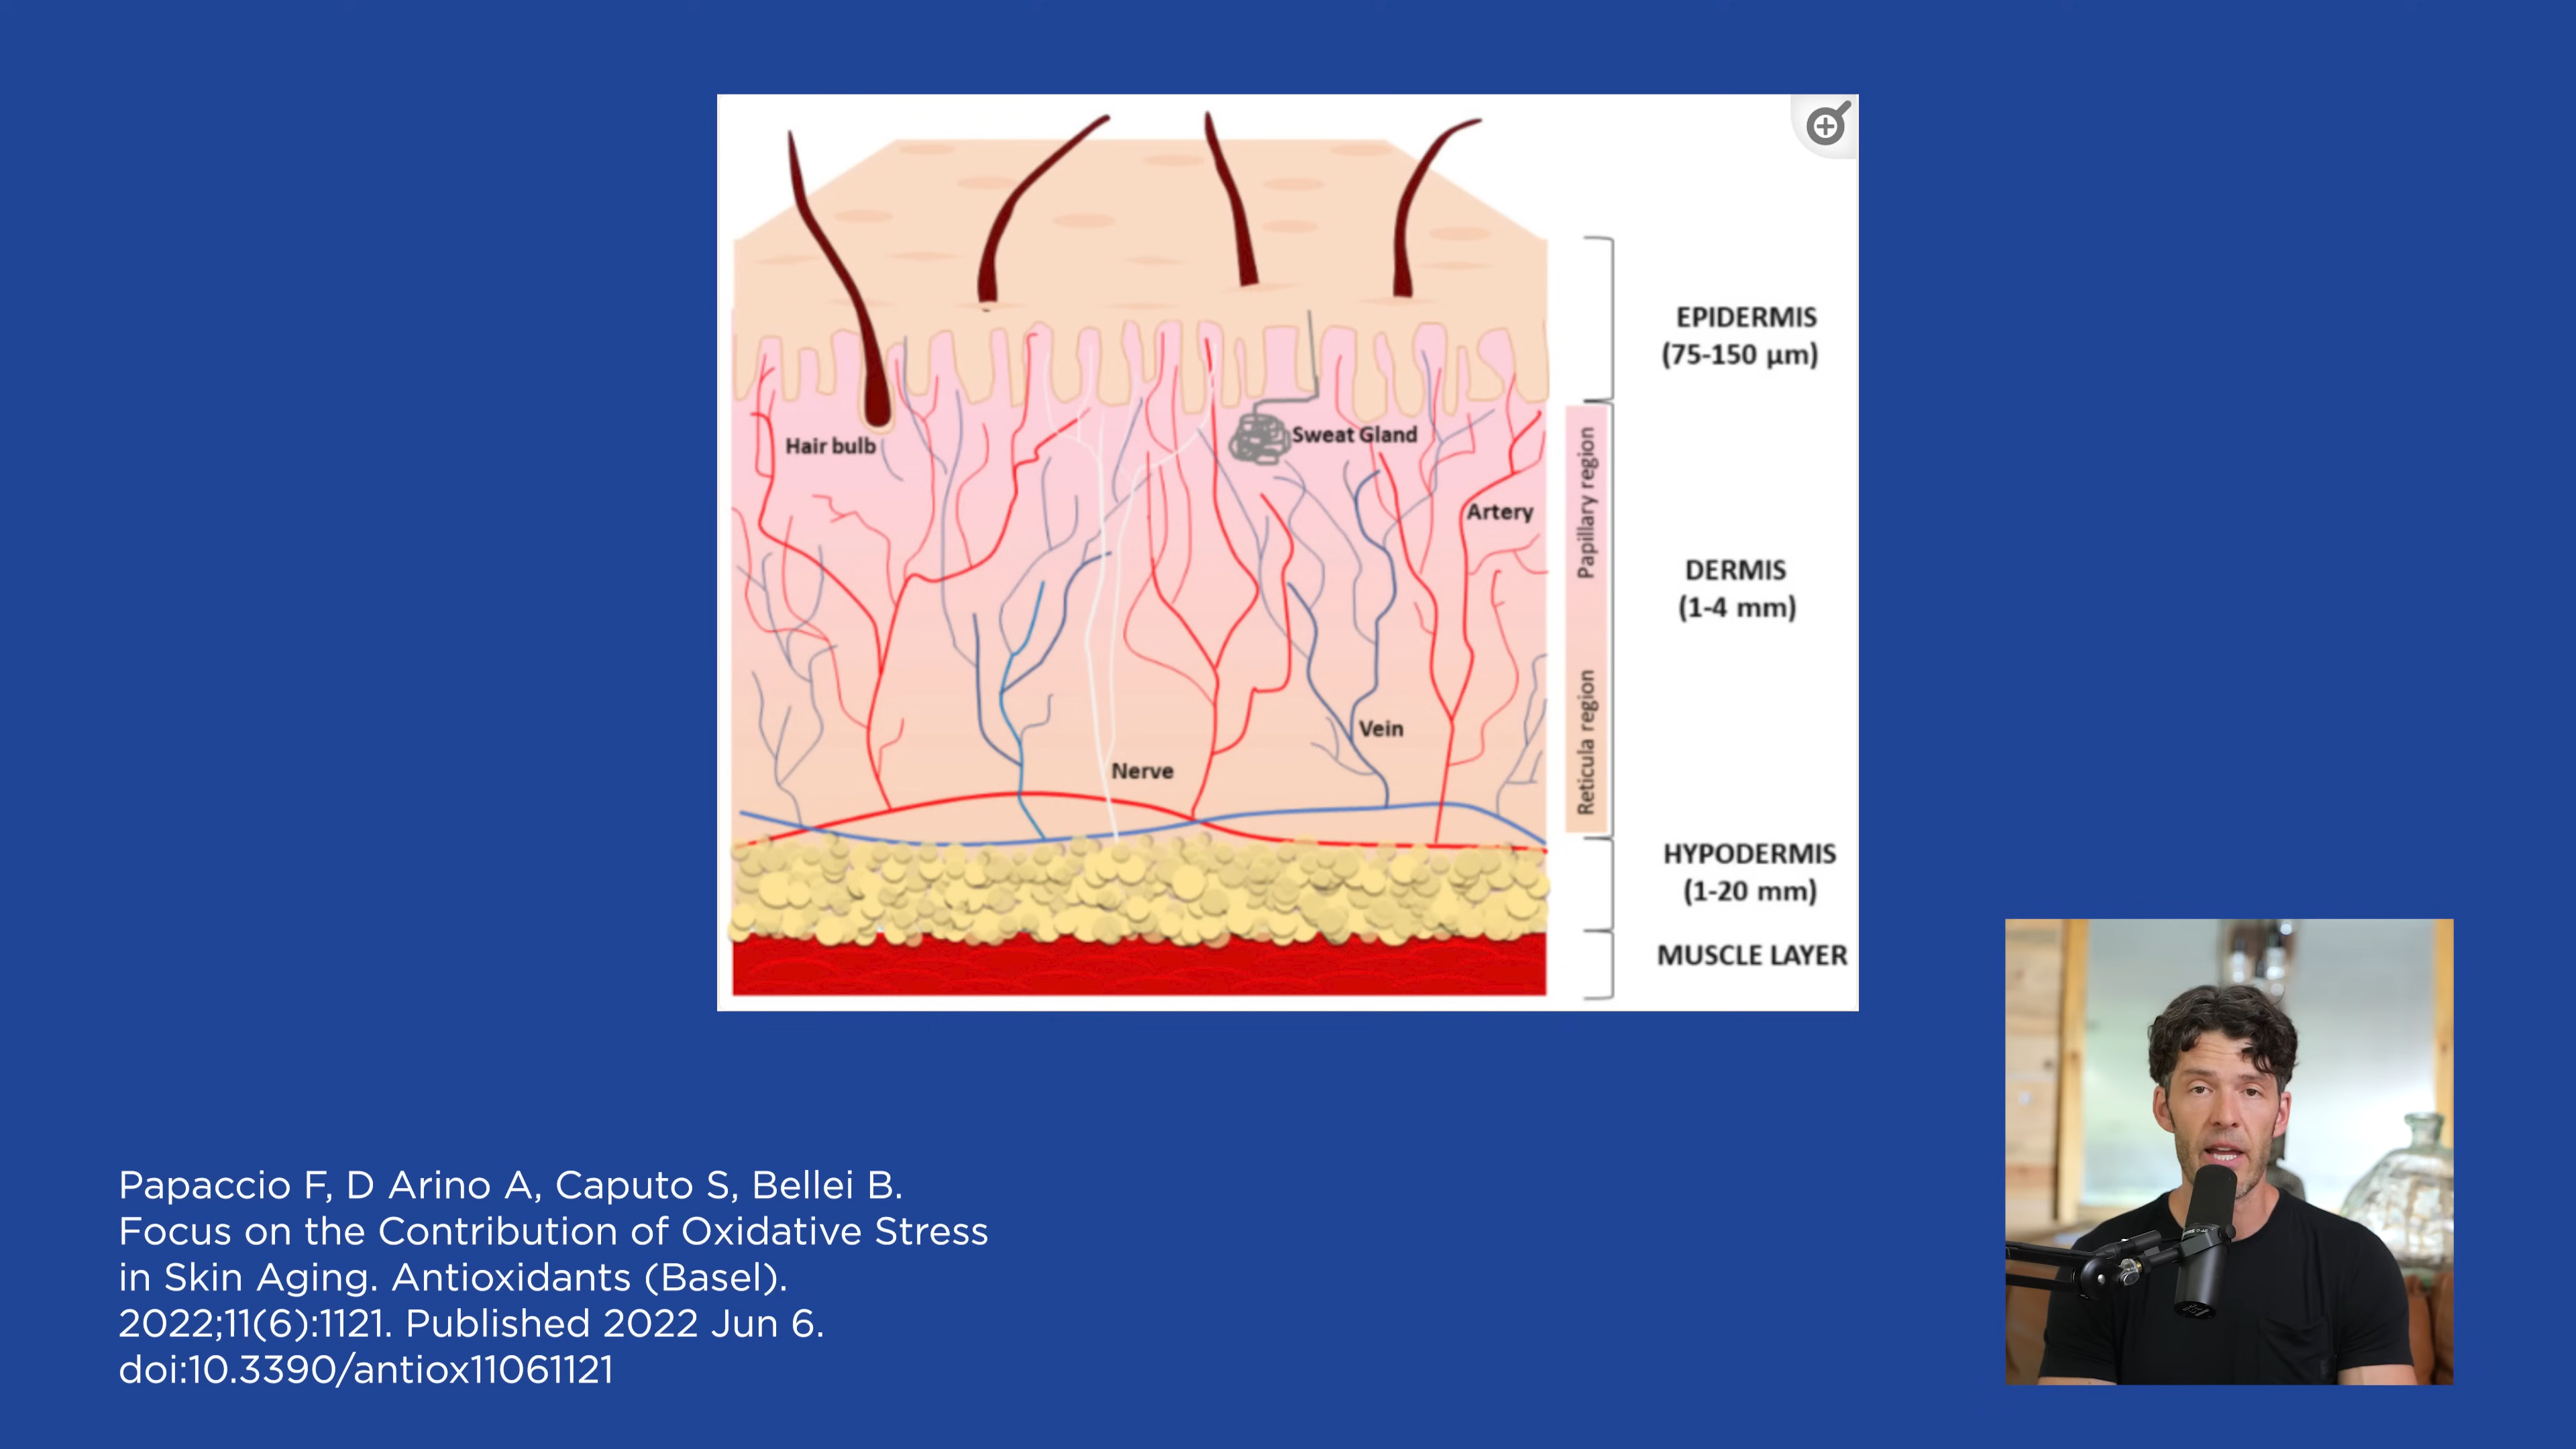 EPIDERMIS
(75-150 µm)
Hair bulb
Sweat Gland
Papillary region
Artery
DERMIS
(1-4 mm)
Reticula region
Vein
Nerve
HYPODERMIS
(1-20 mm)
MUSCLE LAYER
Papaccio F, D Arino A, Caputo S, Bellei B.
Focus on the Contribution of Oxidative Stress
in Skin Aging. Antioxidants (Basel).
2022;11(6):1121. Published 2022 Jun 6.
doi:10.3390/antiox11061121